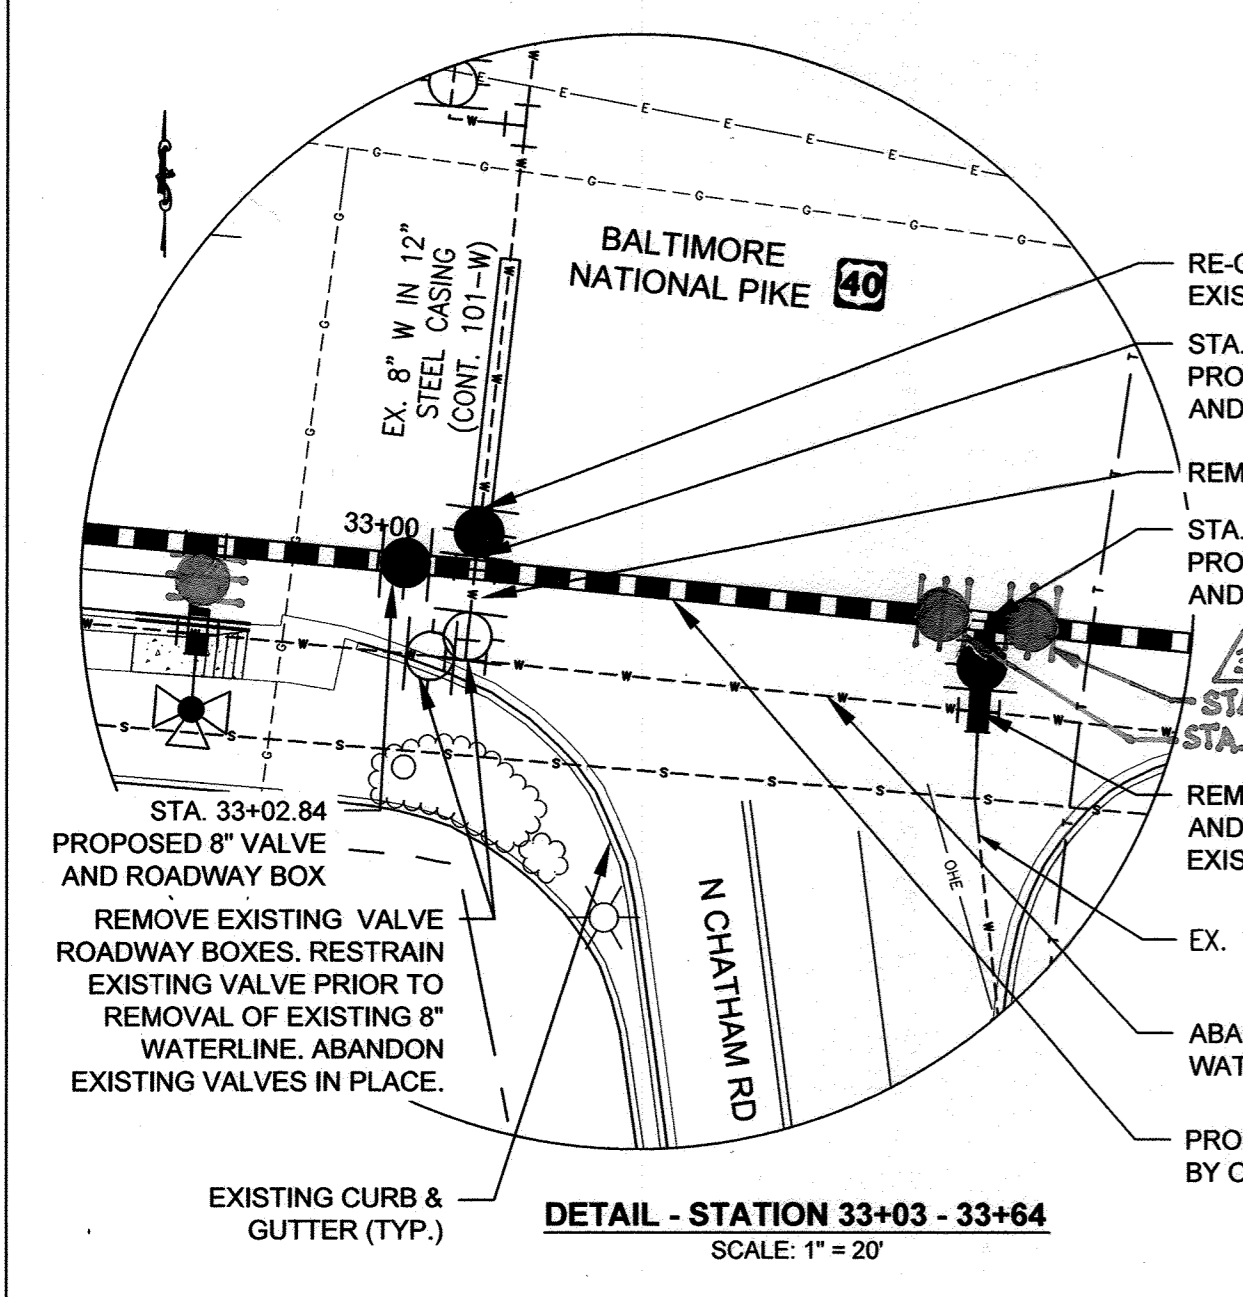 BALTIMORE
NATIONAL PIKE
40
EX. 8" W IN 12"
STEEL CASING
(CONT. 101-W)
33+00
RE-
EXIS
STA.
PRO
AND
REM
STA.
PRO
AND
STA
STA.
REM
AND
EXIS
EX.
ABA
WAT
PRO
BY
STA. 33+02.84
PROPOSED 8" VALVE
AND ROADWAY BOX
REMOVE EXISTING VALVE
ROADWAY BOXES. RESTRAIN
EXISTING VALVE PRIOR TO
REMOVAL OF EXISTING 8"
WATERLINE. ABANDON
EXISTING VALVES IN PLACE.
OHE
N CHATHAM RD
EXISTING CURB &
GUTTER (TYP.)
DETAIL - STATION 33+03 - 33+64
SCALE: 1" = 20'